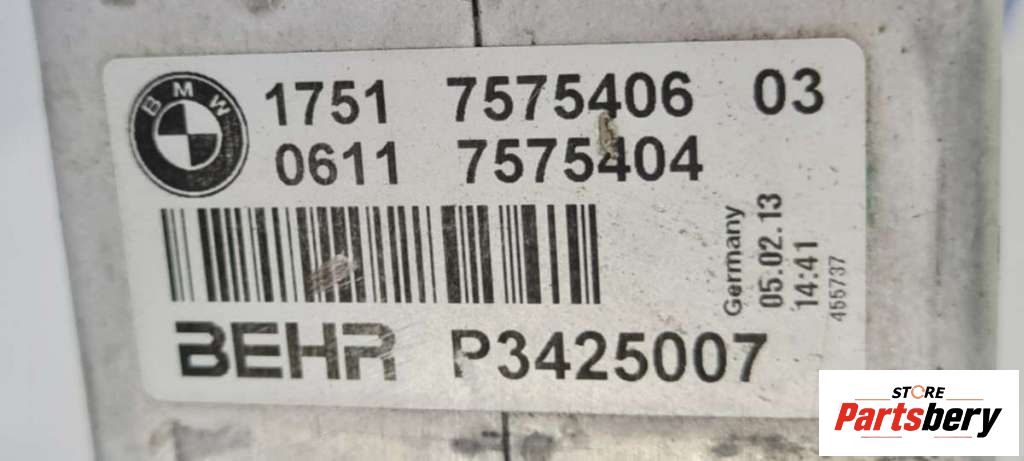 BMW
1751 7575406 03
0611 7575404
Germany
05.02.13
14:41
455737
BEHR P3425007
STORE
Partsbery